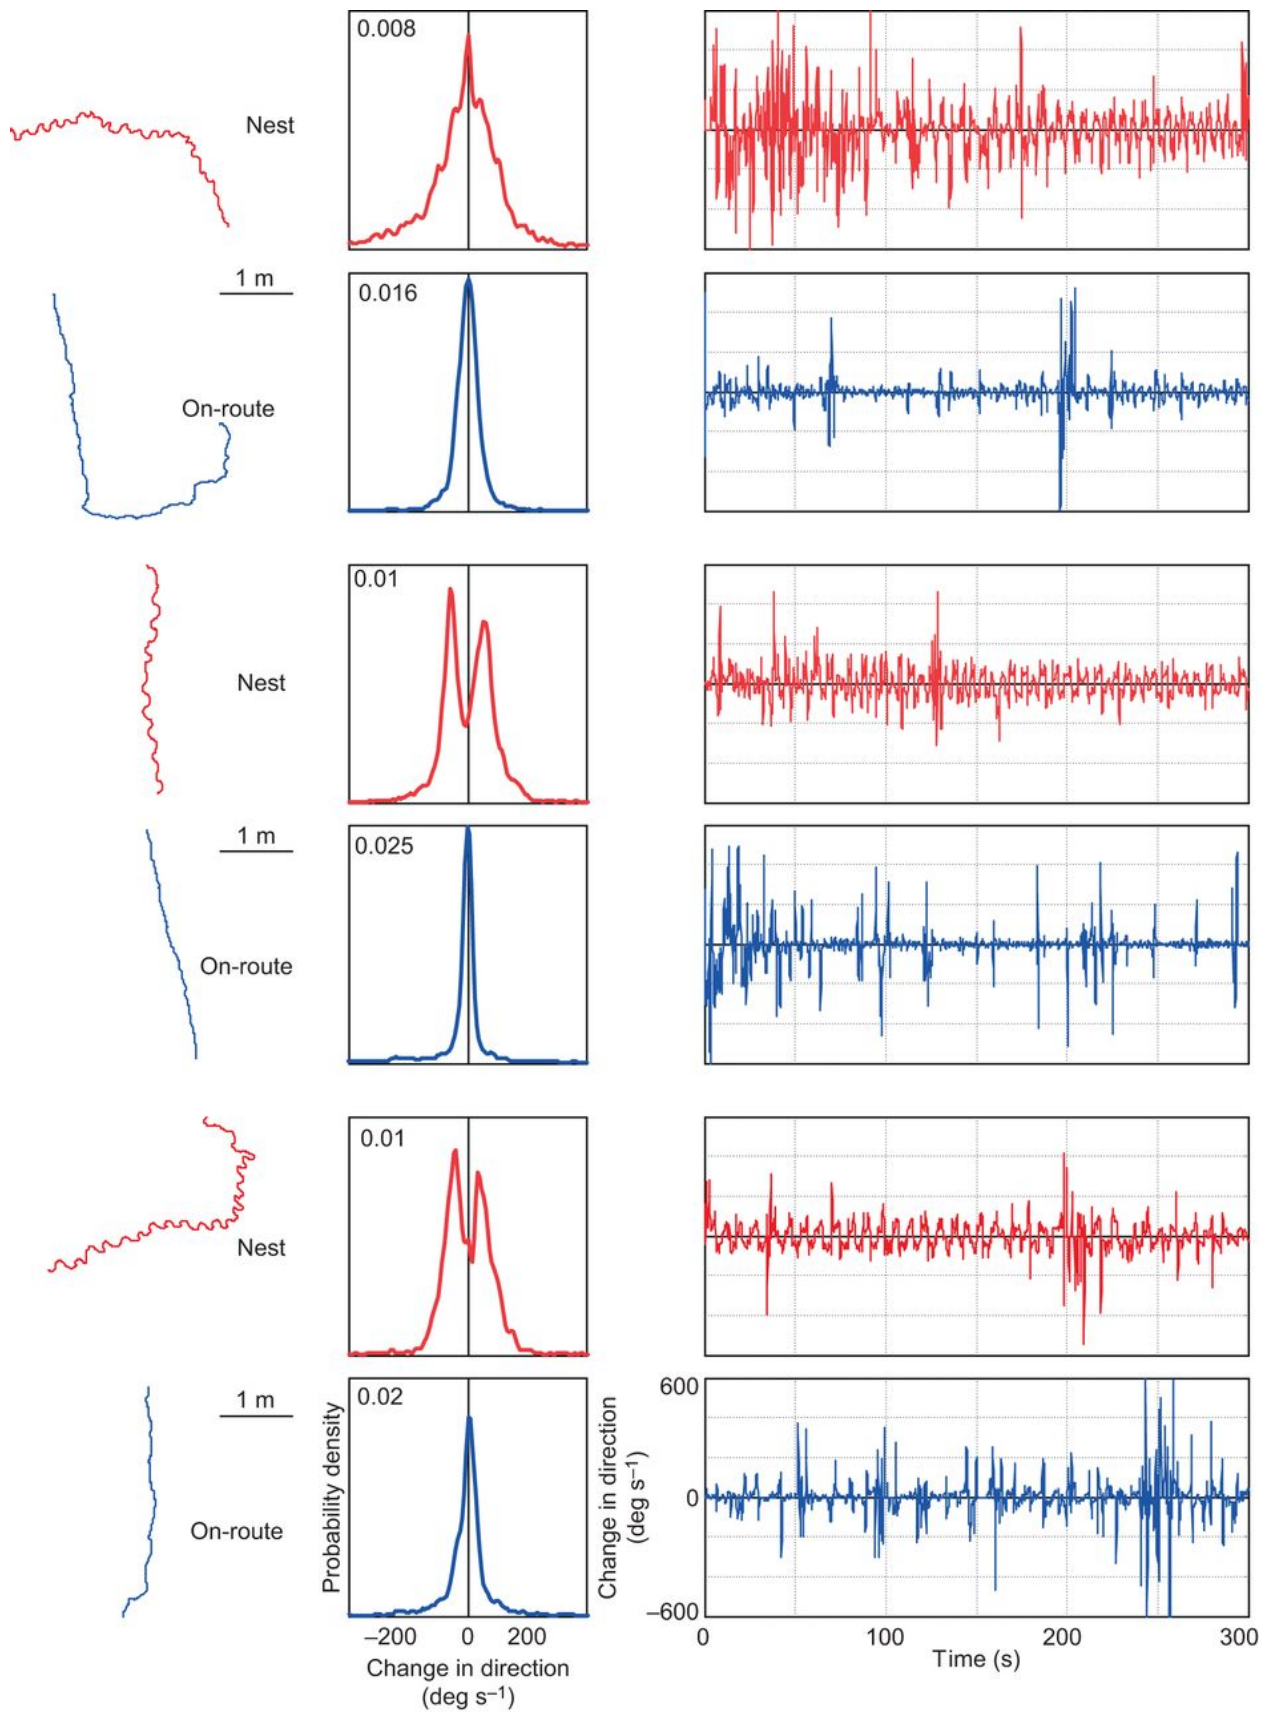 0.008
Nest
1 m
0.016
On-route
0.01
Nest
1 m
0.025
On-route
0.01
Nest
1 m
0.02
On-route
Probability density
–200 0 200
Change in direction
(deg s–1)
Change in direction
(deg s–1)
600
0
–600
0 100 200 300
Time (s)